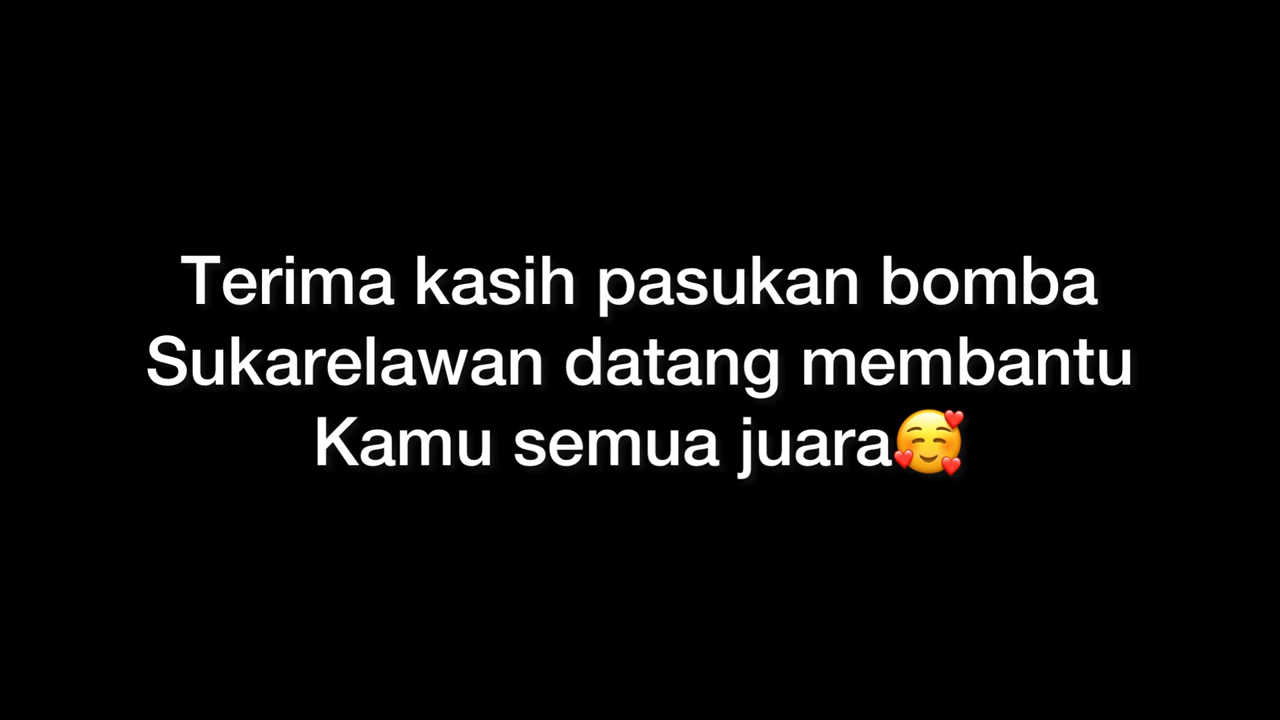 Terima kasih pasukan bomba
Sukarelawan datang membantu
Kamu semua juara🥰